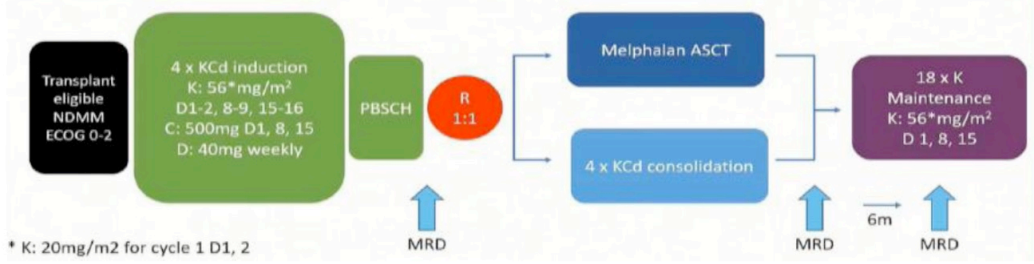 Transplant
eligible
NDMM
ECOG 0-2
4 x KCd induction
K: 56*mg/m²
D1-2, 8-9, 15-16
C: 500mg D1, 8, 15
D: 40mg weekly
PBSCH
R
1:1
Melphalan ASCT
4 x KCd consolidation
18 x K
Maintenance
K: 56*mg/m²
D 1, 8, 15
MRD
MRD
6m
MRD
* K: 20mg/m2 for cycle 1 D1, 2